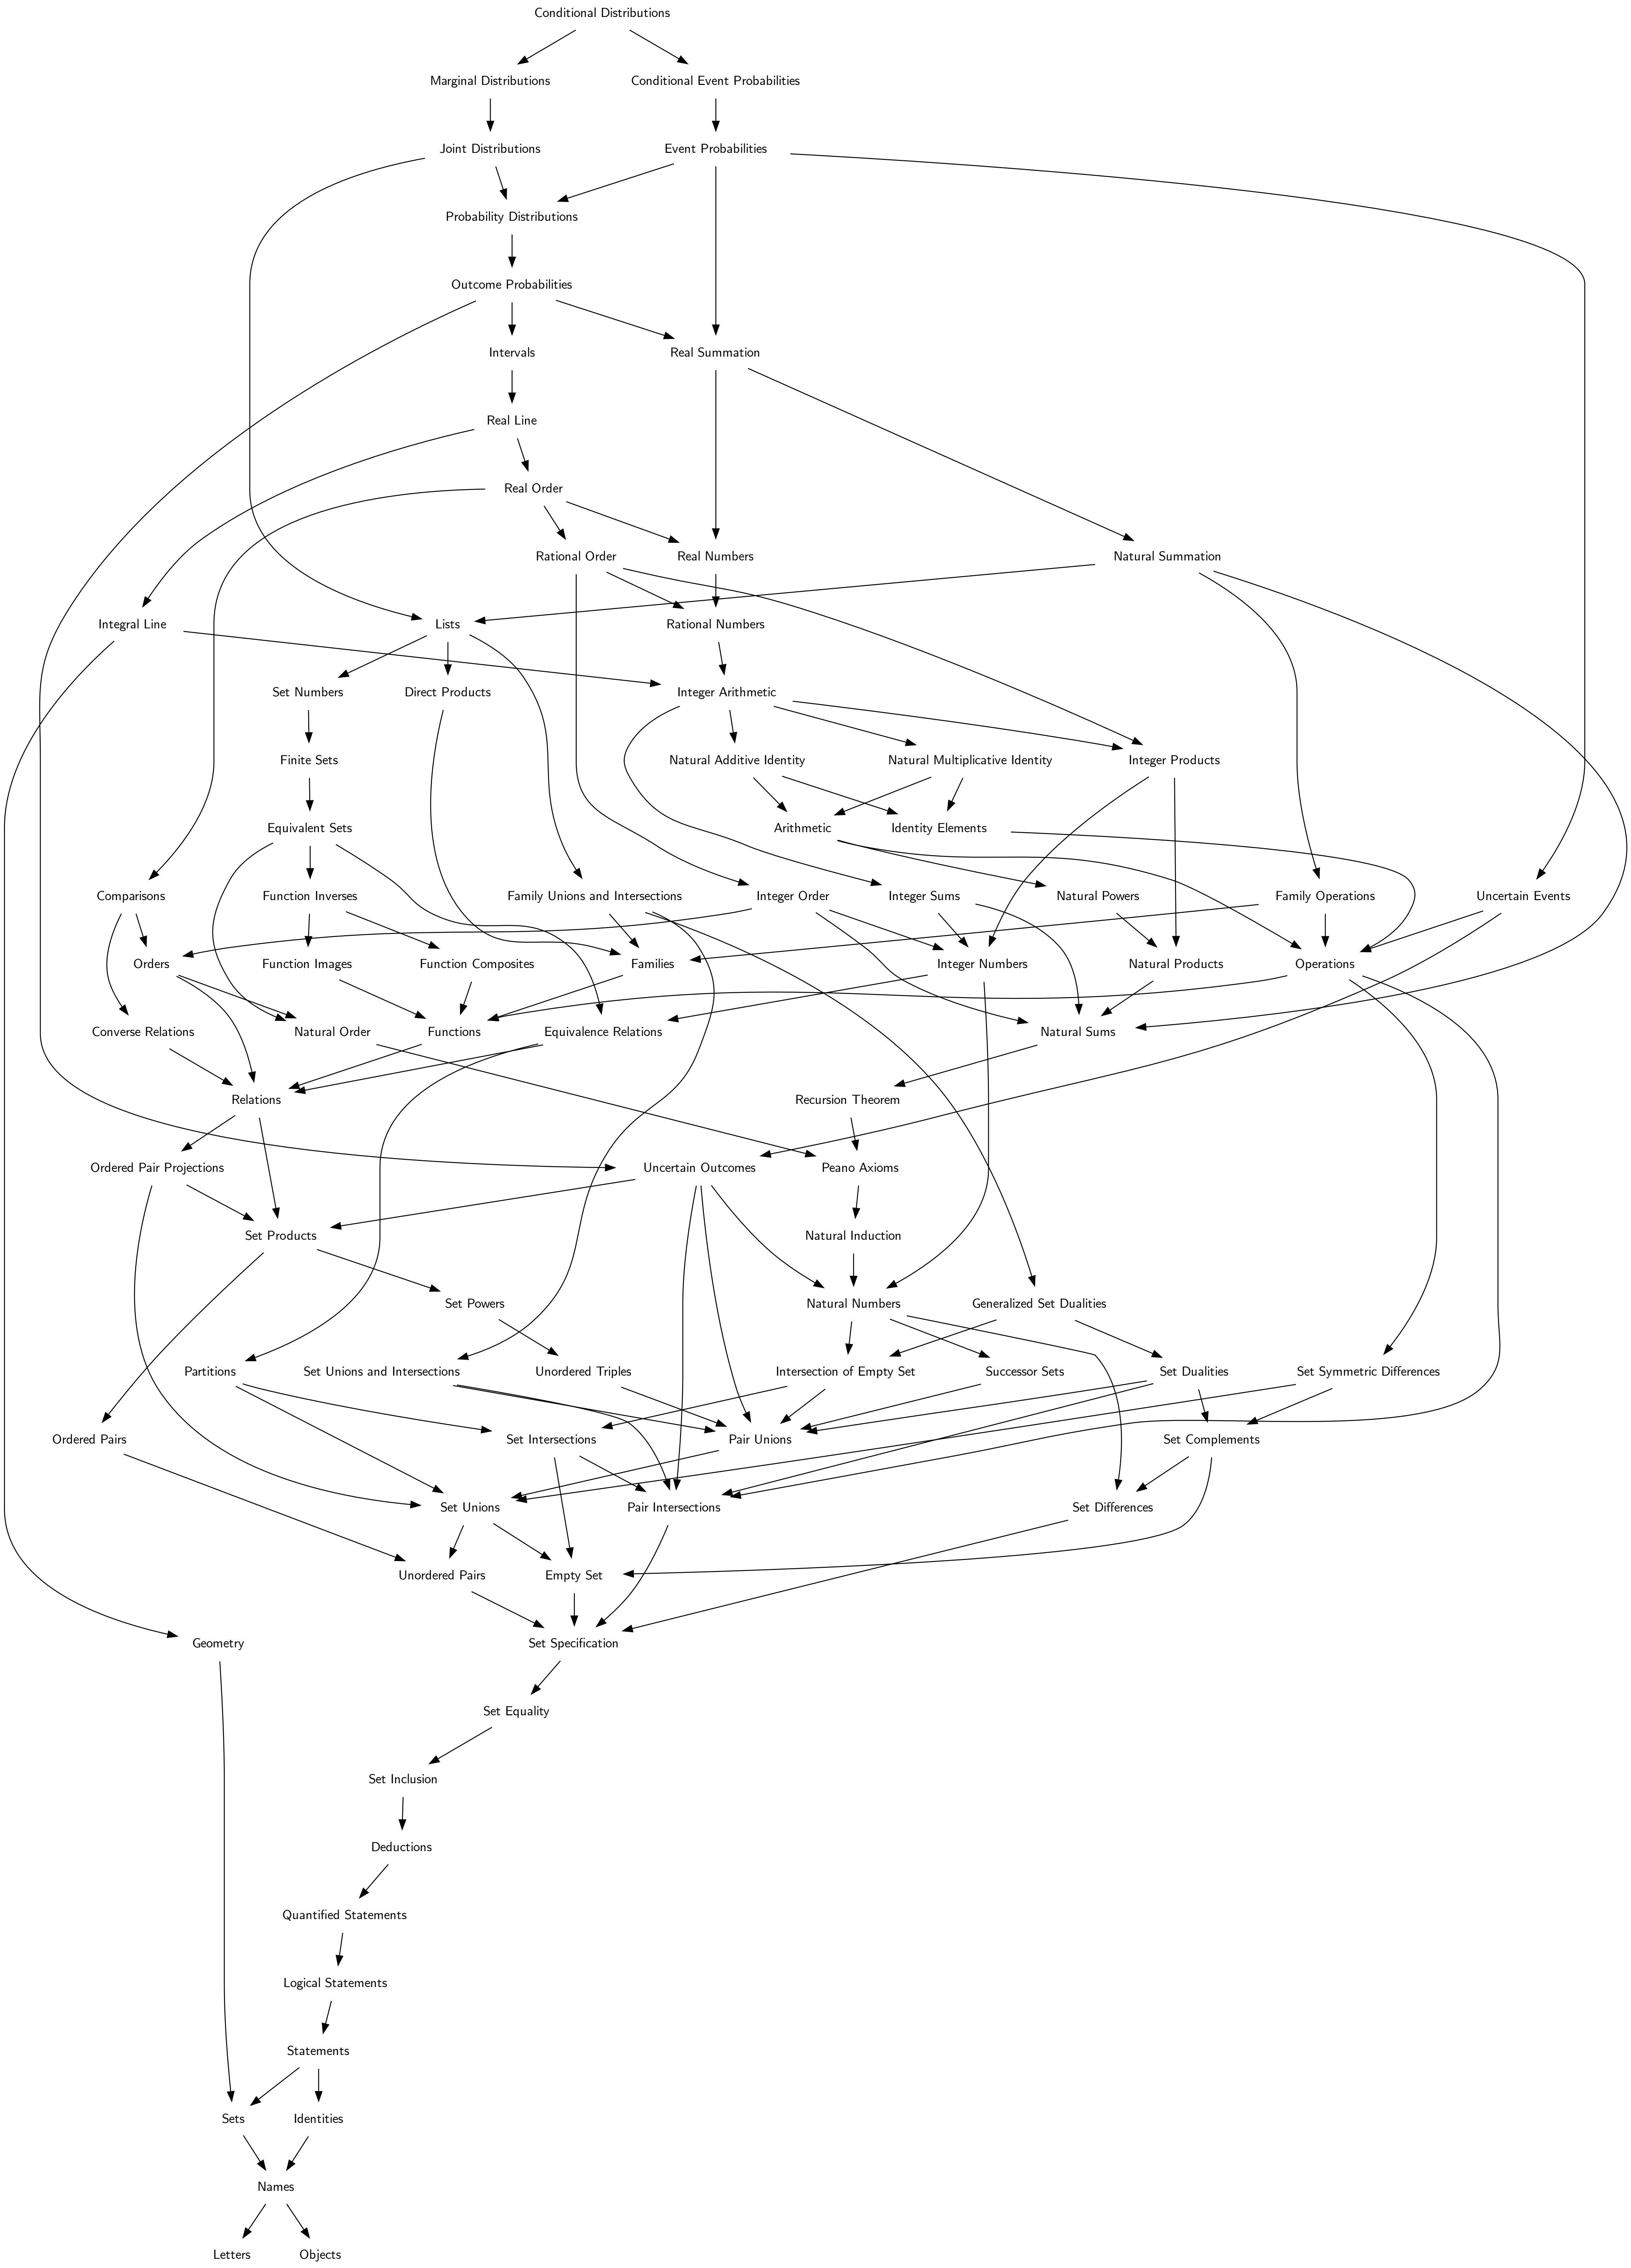 Conditional Distributions
Marginal Distributions
Conditional Event Probabilities
Joint Distributions
Event Probabilities
Probability Distributions
Outcome Probabilities
Intervals
Real Summation
Real Line
Real Order
Rational Order
Real Numbers
Natural Summation
Integral Line
Lists
Rational Numbers
Set Numbers
Direct Products
Integer Arithmetic
Finite Sets
Natural Additive Identity
Natural Multiplicative Identity
Integer Products
Equivalent Sets
Arithmetic
Identity Elements
Comparisons
Function Inverses
Family Unions and Intersections
Integer Order
Integer Sums
Natural Powers
Family Operations
Uncertain Events
Orders
Function Images
Function Composites
Families
Integer Numbers
Natural Products
Operations
Converse Relations
Natural Order
Functions
Equivalence Relations
Natural Sums
Relations
Recursion Theorem
Ordered Pair Projections
Uncertain Outcomes
Peano Axioms
Set Products
Natural Induction
Set Powers
Natural Numbers
Generalized Set Dualities
Partitions
Set Unions and Intersections
Unordered Triples
Intersection of Empty Set
Successor Sets
Set Dualities
Set Symmetric Differences
Ordered Pairs
Set Intersections
Pair Unions
Set Complements
Set Unions
Pair Intersections
Set Differences
Unordered Pairs
Empty Set
Geometry
Set Specification
Set Equality
Set Inclusion
Deductions
Quantified Statements
Logical Statements
Statements
Sets
Identities
Names
Letters
Objects